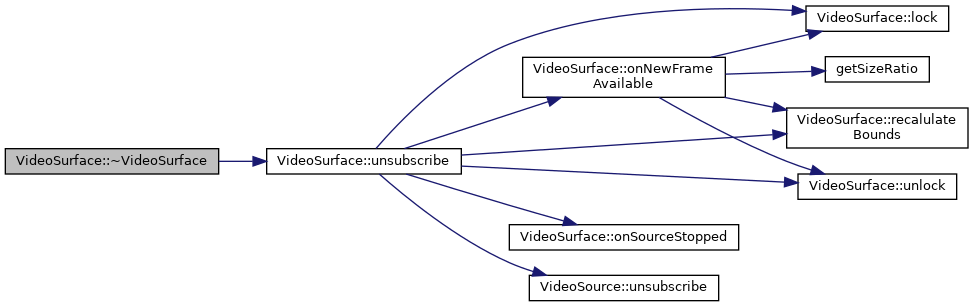 VideoSurface::~VideoSurface
VideoSurface::unsubscribe
VideoSurface::lock
VideoSurface::onNewFrame
Available
getSizeRatio
VideoSurface::recalulate
Bounds
VideoSurface::unlock
VideoSurface::onSourceStopped
VideoSource::unsubscribe